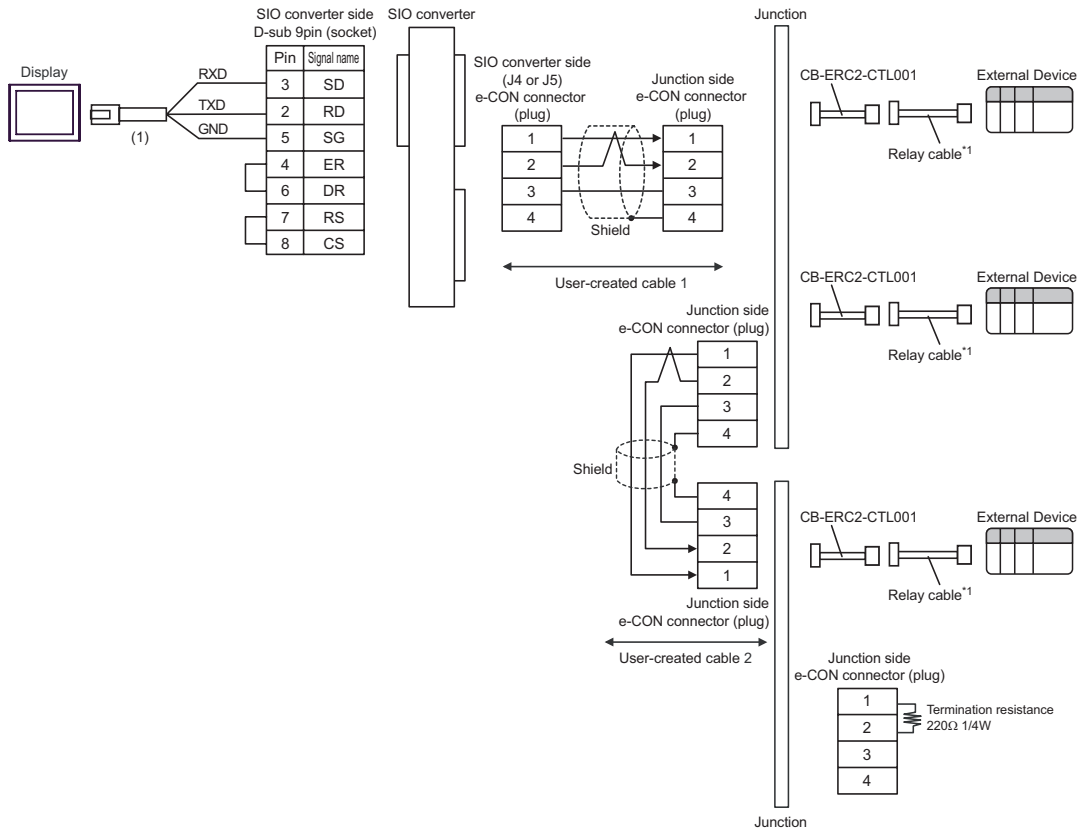 SIO converter side
D-sub 9pin (socket)
SIO converter
Junction
Display
(1)
RXD
TXD
GND
Pin Signal name
3 SD
2 RD
5 SG
4 ER
6 DR
7 RS
8 CS
SIO converter side
(J4 or J5)
e-CON connector
(plug)
1
2
3
4
Junction side
e-CON connector
(plug)
1
2
3
4
Shield
User-created cable 1
CB-ERC2-CTL001
External Device
Relay cable*1
CB-ERC2-CTL001
External Device
Relay cable*1
Junction side
e-CON connector (plug)
1
2
3
4
Shield
4
3
2
1
Junction side
e-CON connector (plug)
User-created cable 2
CB-ERC2-CTL001
External Device
Relay cable*1
Junction side
e-CON connector (plug)
1
2
3
4
Termination resistance
220Ω 1/4W
Junction